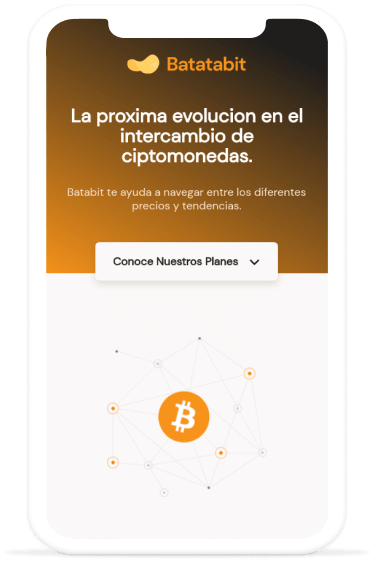 Batatabit
La proxima evolucion en el
intercambio de
ciptomonedas.
Batabit te ayuda a navegar entre los diferentes
precios y tendencias.
Conoce Nuestros Planes